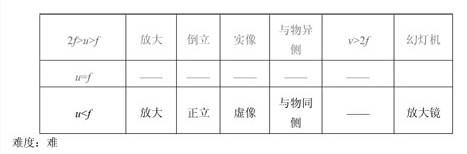 2f>u>f 放大 倒立 实像 与物异侧 v>2f 幻灯机
u=f —— —— —— —— ——
u<f 放大 正立 虚像 与物同侧 —— 放大镜
难度：难